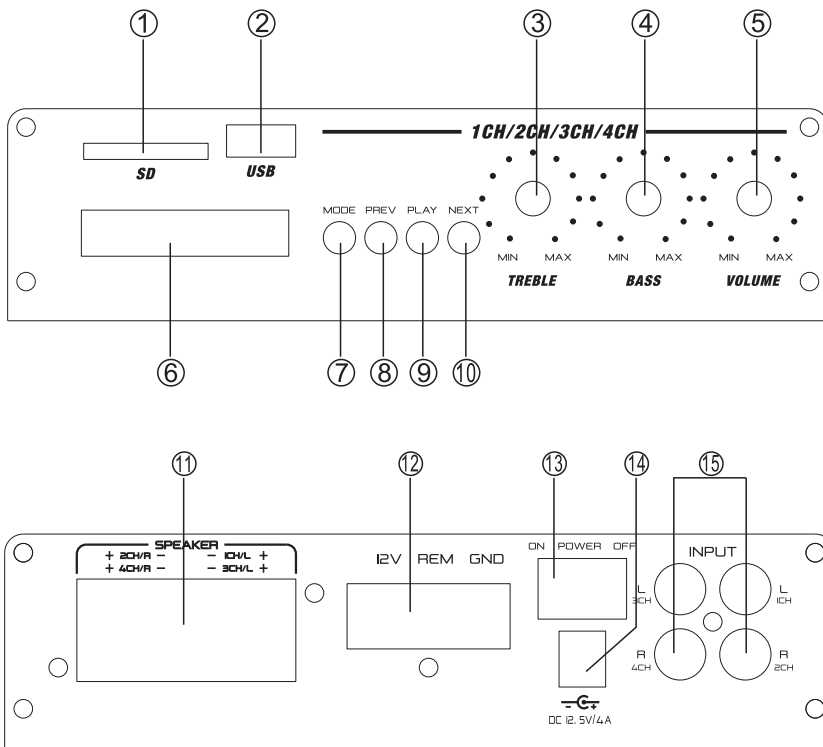 ① ② ③ ④ ⑤
1CH/2CH/3CH/4CH
SD USB
MODE PREV PLAY NEXT
MIN MAX MIN MAX MIN MAX
TREBLE BASS VOLUME
⑥ ⑦ ⑧ ⑨ ⑩
⑪ ⑫ ⑬ ⑭ ⑮
SPEAKER
+ 2CH/R − − 1CH/L +
+ 4CH/R − − 3CH/L +
12V REM GND
ON POWER OFF
INPUT
L L
3CH 1CH
R R
4CH 2CH
- C +
DC 12.5V/4A